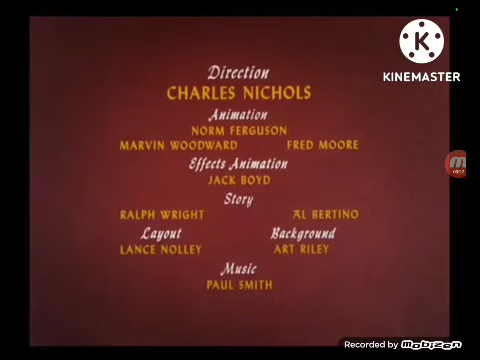 K
KINEMASTER
Direction
CHARLES NICHOLS
Animation
NORM FERGUSON
MARVIN WOODWARD FRED MOORE
Effects Animation
JACK BOYD
Story
RALPH WRIGHT AL BERTINO
Layout Background
LANCE NOLLEY ART RILEY
Music
PAUL SMITH
Recorded by mobizen